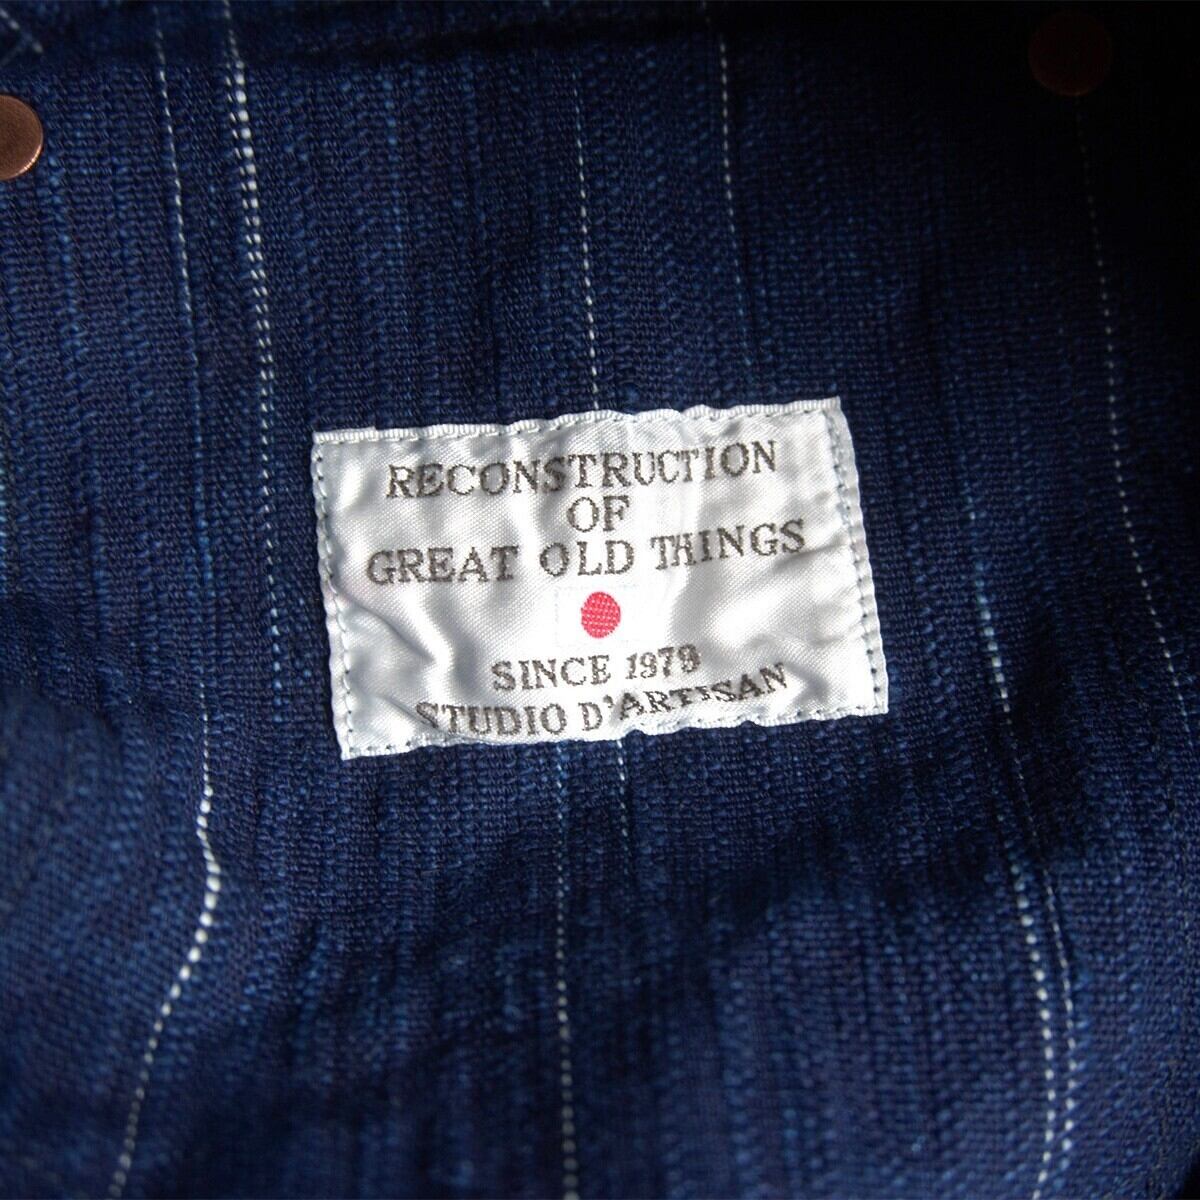 RECONSTRUCTION
OF
GREAT OLD THINGS
SINCE 1979
STUDIO D'ARTISAN